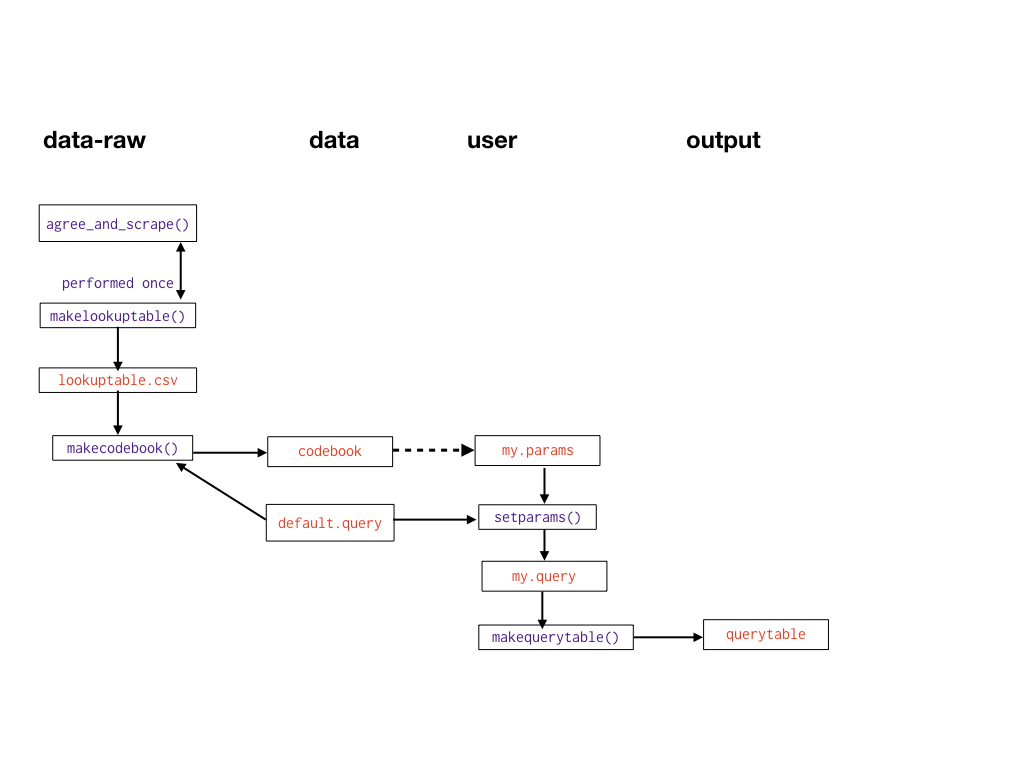 data-raw
data
user
output
agree_and_scrape()
performed once
makelookuptable()
lookuptable.csv
makecodebook()
codebook
my.params
default.query
setparams()
my.query
makequerytable()
querytable